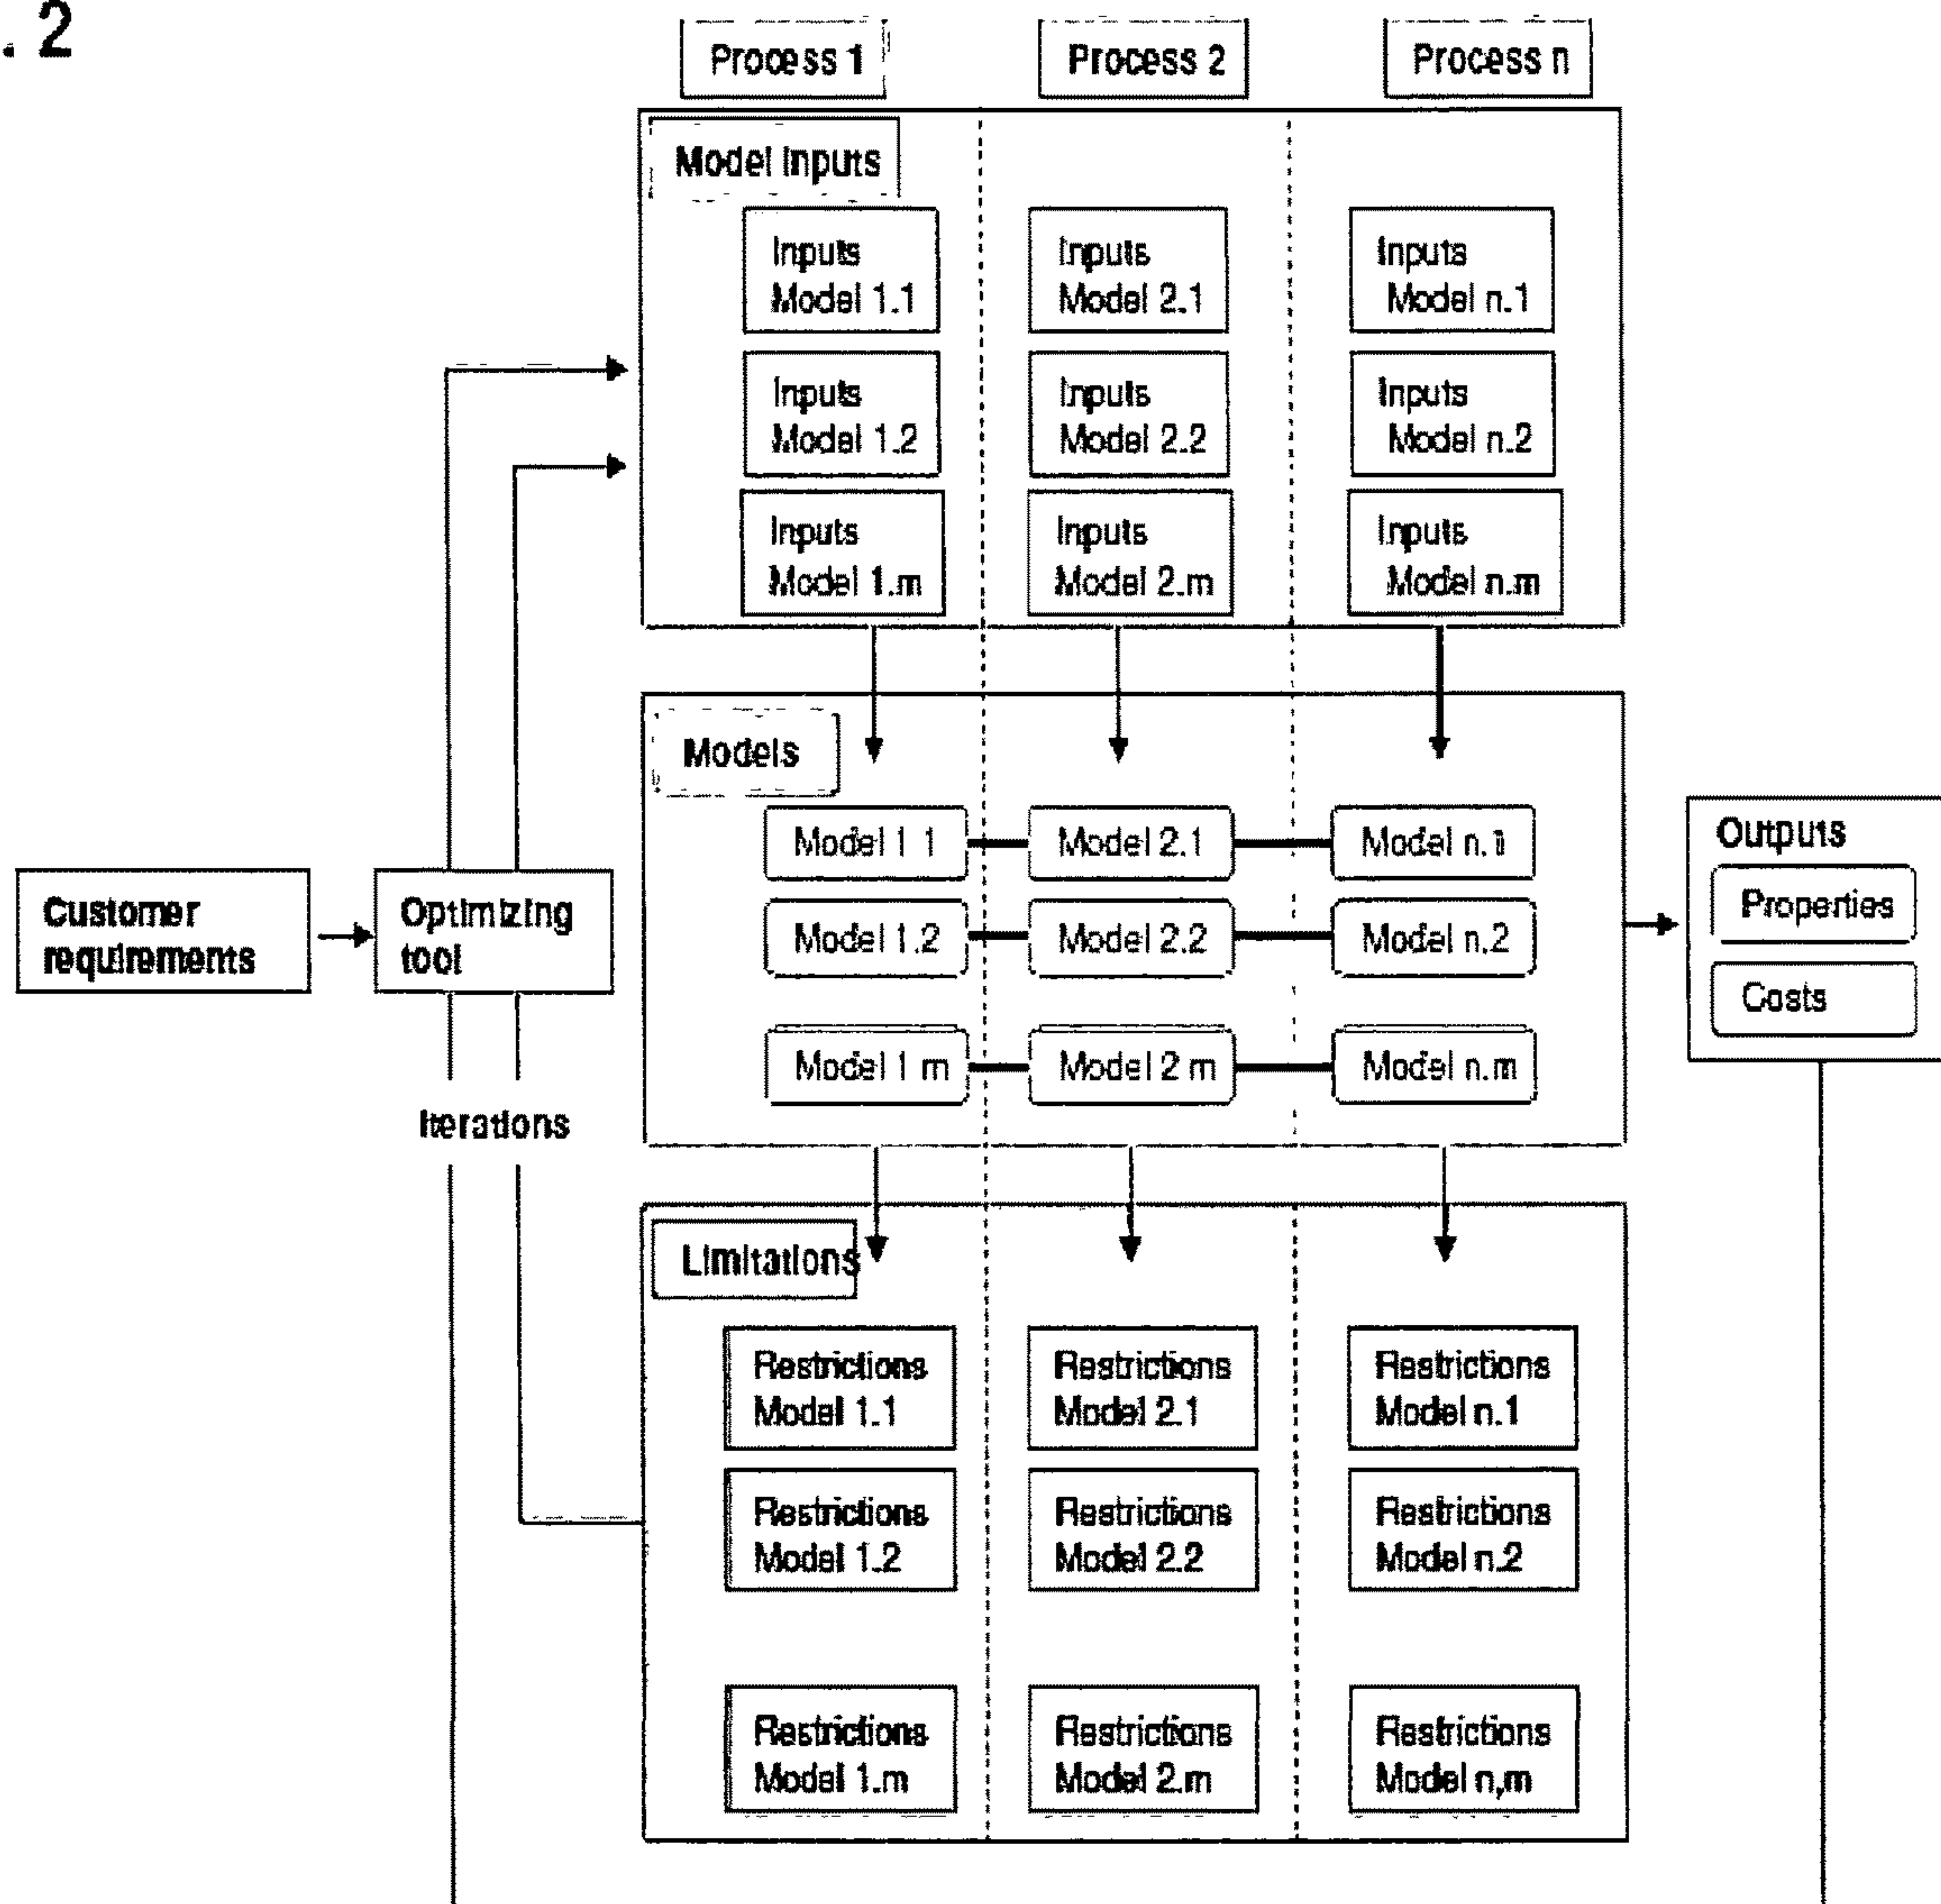 . 2
Process 1
Process 2
Process n
Model Inputs
Inputs
Model 1.1
Inputs
Model 2.1
Inputs
Model n.1
Inputs
Model 1.2
Inputs
Model 2.2
Inputs
Model n.2
Inputs
Model 1.m
Inputs
Model 2.m
Inputs
Model n.m
Models
Model 1 1
Model 2.1
Model n.1
Model 1.2
Model 2.2
Model n.2
Model 1 m
Model 2 m
Model n.m
Customer
requirements
Optimizing
tool
Iterations
Outputs
Properties
Costs
Limitations
Restrictions
Model 1.1
Restrictions
Model 2.1
Restrictions
Model n.1
Restrictions
Model 1.2
Restrictions
Model 2.2
Restrictions
Model n.2
Restrictions
Model 1.m
Restrictions
Model 2.m
Restrictions
Model n,m